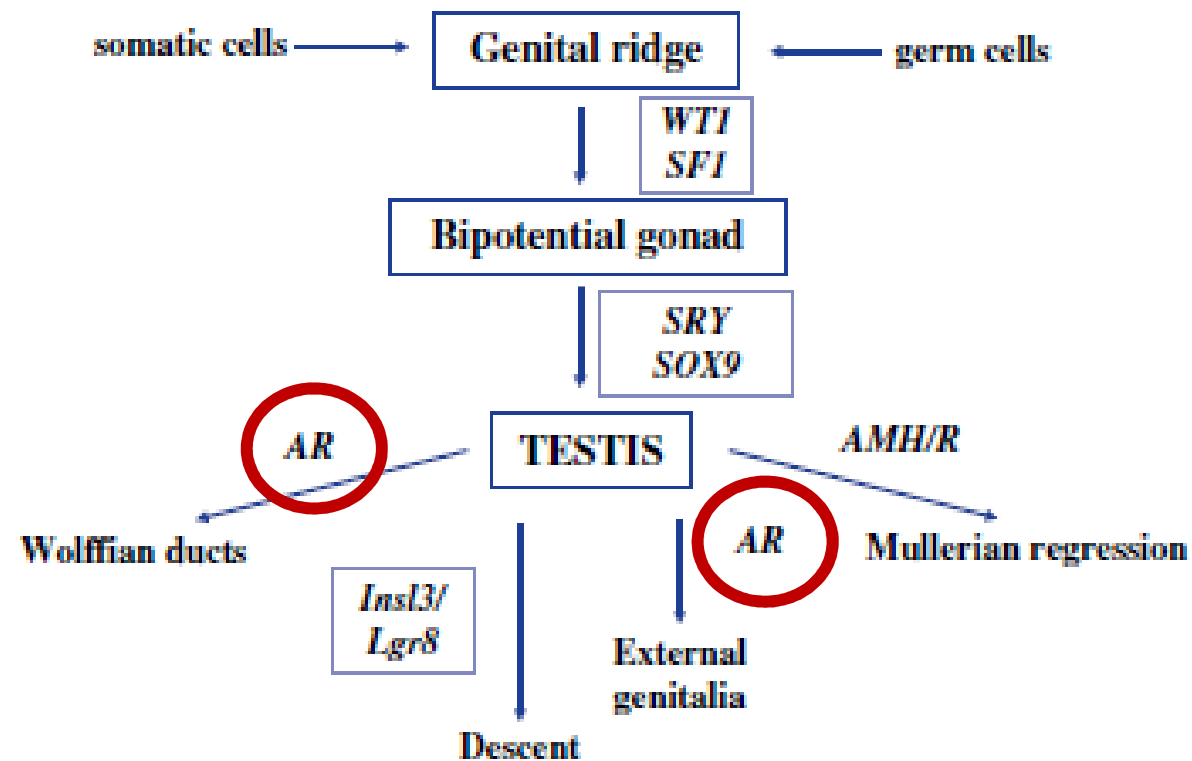 somatic cells
Genital ridge
germ cells
WT1
SF1
Bipotential gonad
SRY
SOX9
AR
TESTIS
AMH/R
Wolffian ducts
AR
Mullerian regression
Insl3/
Lgr8
External
genitalia
Descent